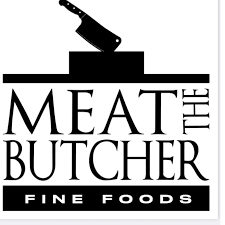 MEAT THE
BUTCHER
FINE FOODS